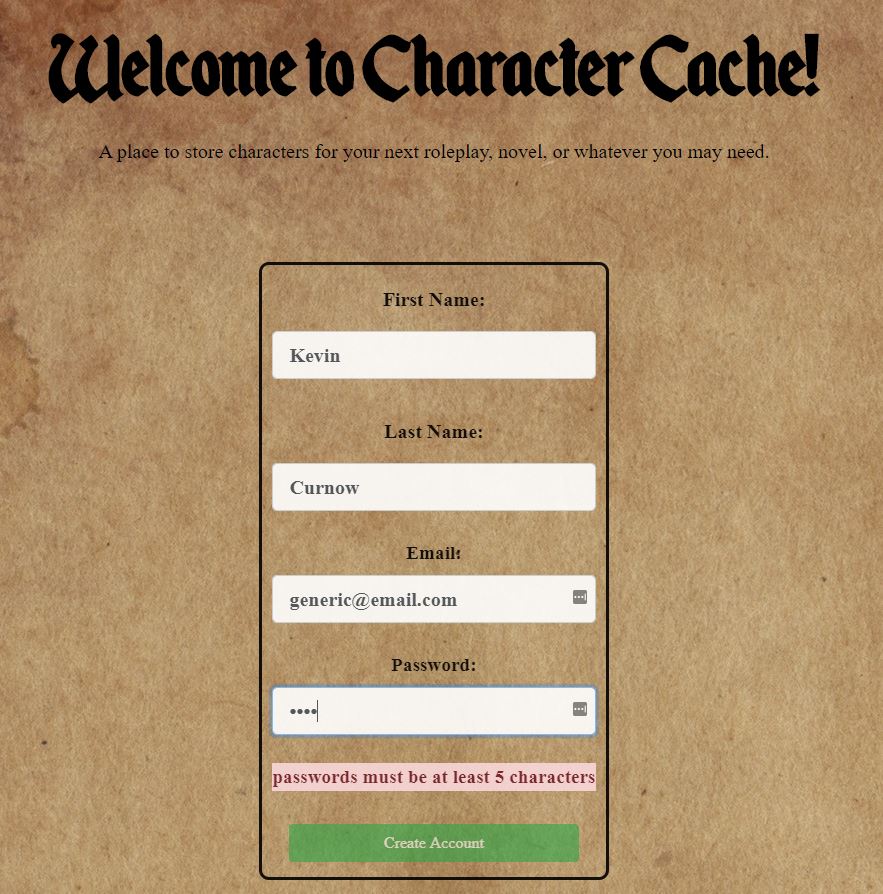 Welcome to Character Cache!
A place to store characters for your next roleplay, novel, or whatever you may need.
First Name:
Kevin
Last Name:
Curnow
Email:
generic@email.com
Password:
••••
passwords must be at least 5 characters
Create Account